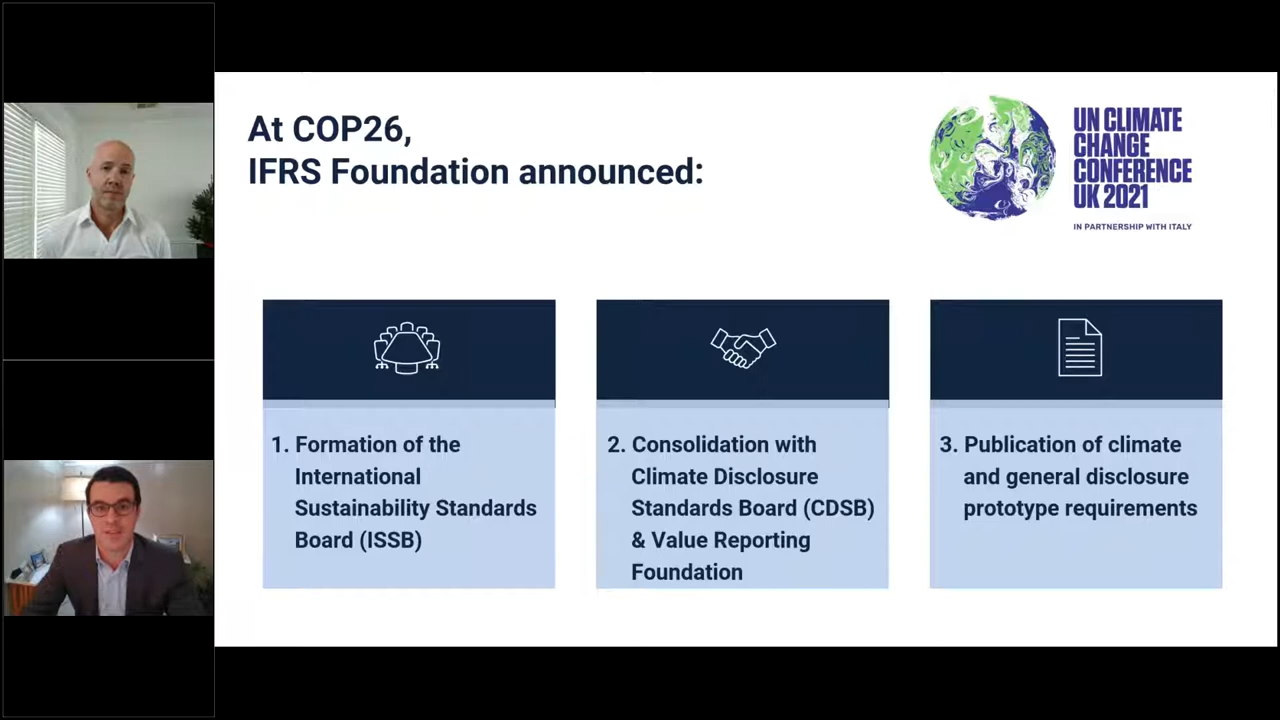 At COP26,
IFRS Foundation announced:
UN CLIMATE
CHANGE
CONFERENCE
UK 2021
IN PARTNERSHIP WITH ITALY
1. Formation of the
International
Sustainability Standards
Board (ISSB)
2. Consolidation with
Climate Disclosure
Standards Board (CDSB)
& Value Reporting
Foundation
3. Publication of climate
and general disclosure
prototype requirements